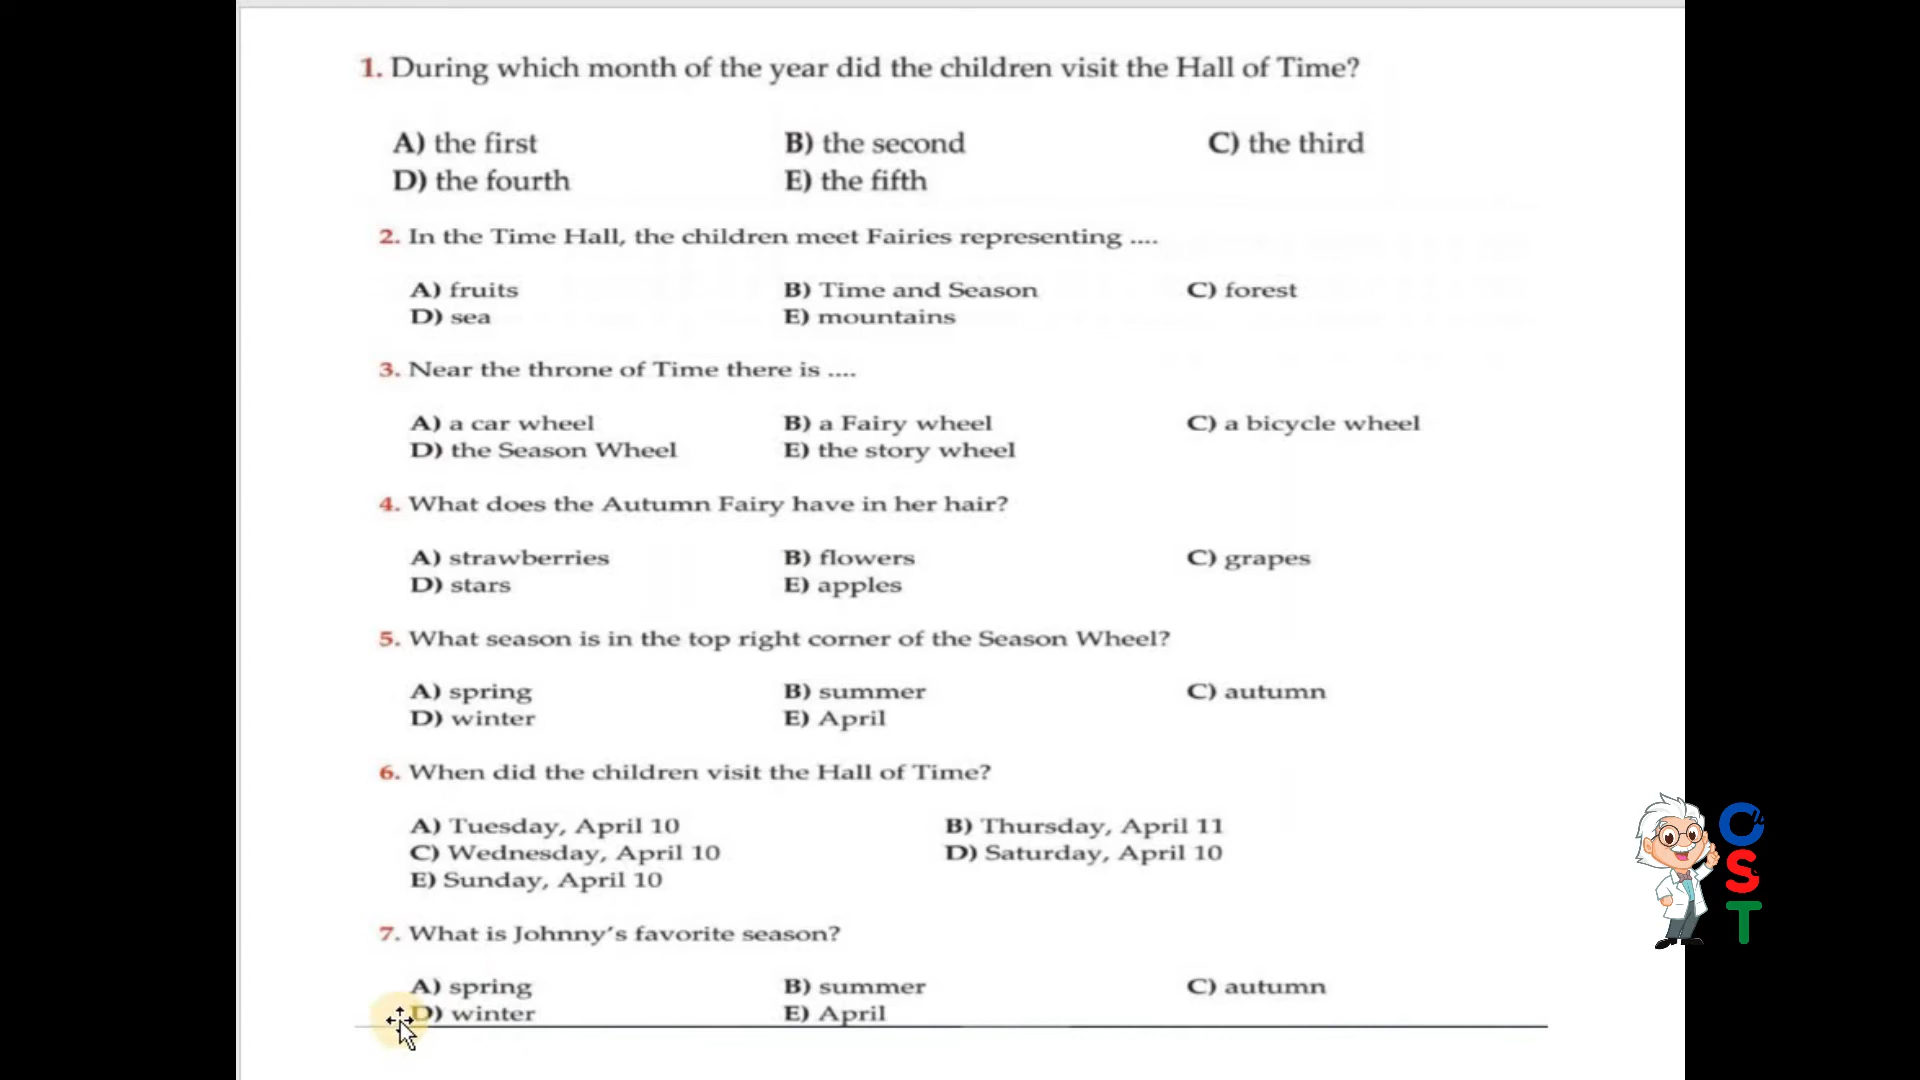 1. During which month of the year did the children visit the Hall of Time?
A) the first B) the second C) the third
D) the fourth E) the fifth
2. In the Time Hall, the children meet Fairies representing ....
A) fruits B) Time and Season C) forest
D) sea E) mountains
3. Near the throne of Time there is ....
A) a car wheel B) a Fairy wheel C) a bicycle wheel
D) the Season Wheel E) the story wheel
4. What does the Autumn Fairy have in her hair?
A) strawberries B) flowers C) grapes
D) stars E) apples
5. What season is in the top right corner of the Season Wheel?
A) spring B) summer C) autumn
D) winter E) April
6. When did the children visit the Hall of Time?
A) Tuesday, April 10 B) Thursday, April 11
C) Wednesday, April 10 D) Saturday, April 10
E) Sunday, April 10
7. What is Johnny's favorite season?
A) spring B) summer C) autumn
D) winter E) April
C
S
T